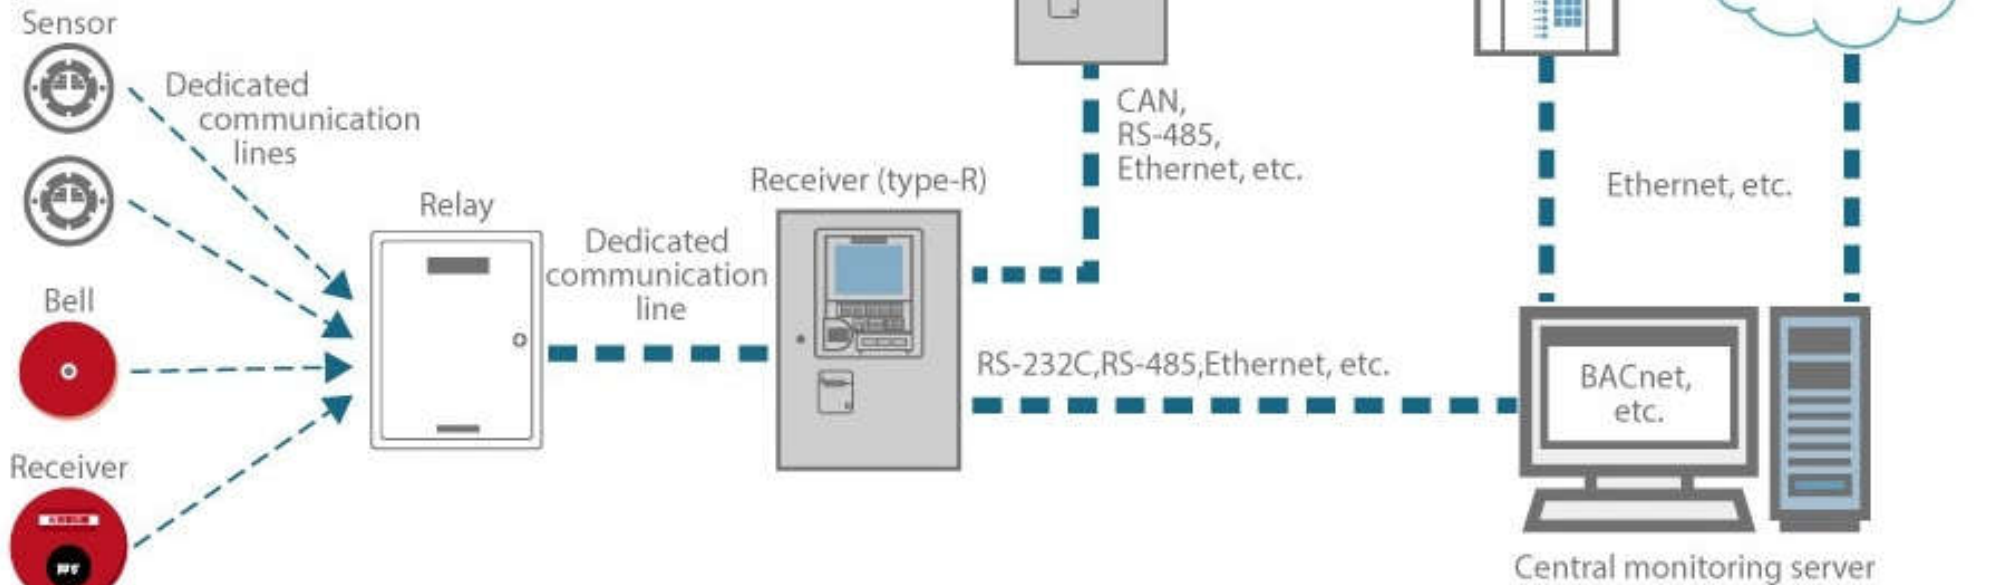 Sensor
Dedicated
communication
lines
CAN,
RS-485,
Ethernet, etc.
Receiver (type-R)
Ethernet, etc.
Relay
Dedicated
communication
line
Bell
RS-232C,RS-485,Ethernet, etc.
BACnet,
etc.
Receiver
Central monitoring server